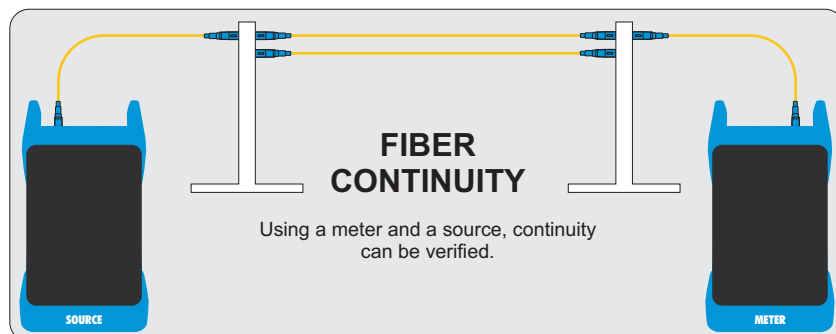 FIBER
CONTINUITY
Using a meter and a source, continuity
can be verified.
SOURCE
METER